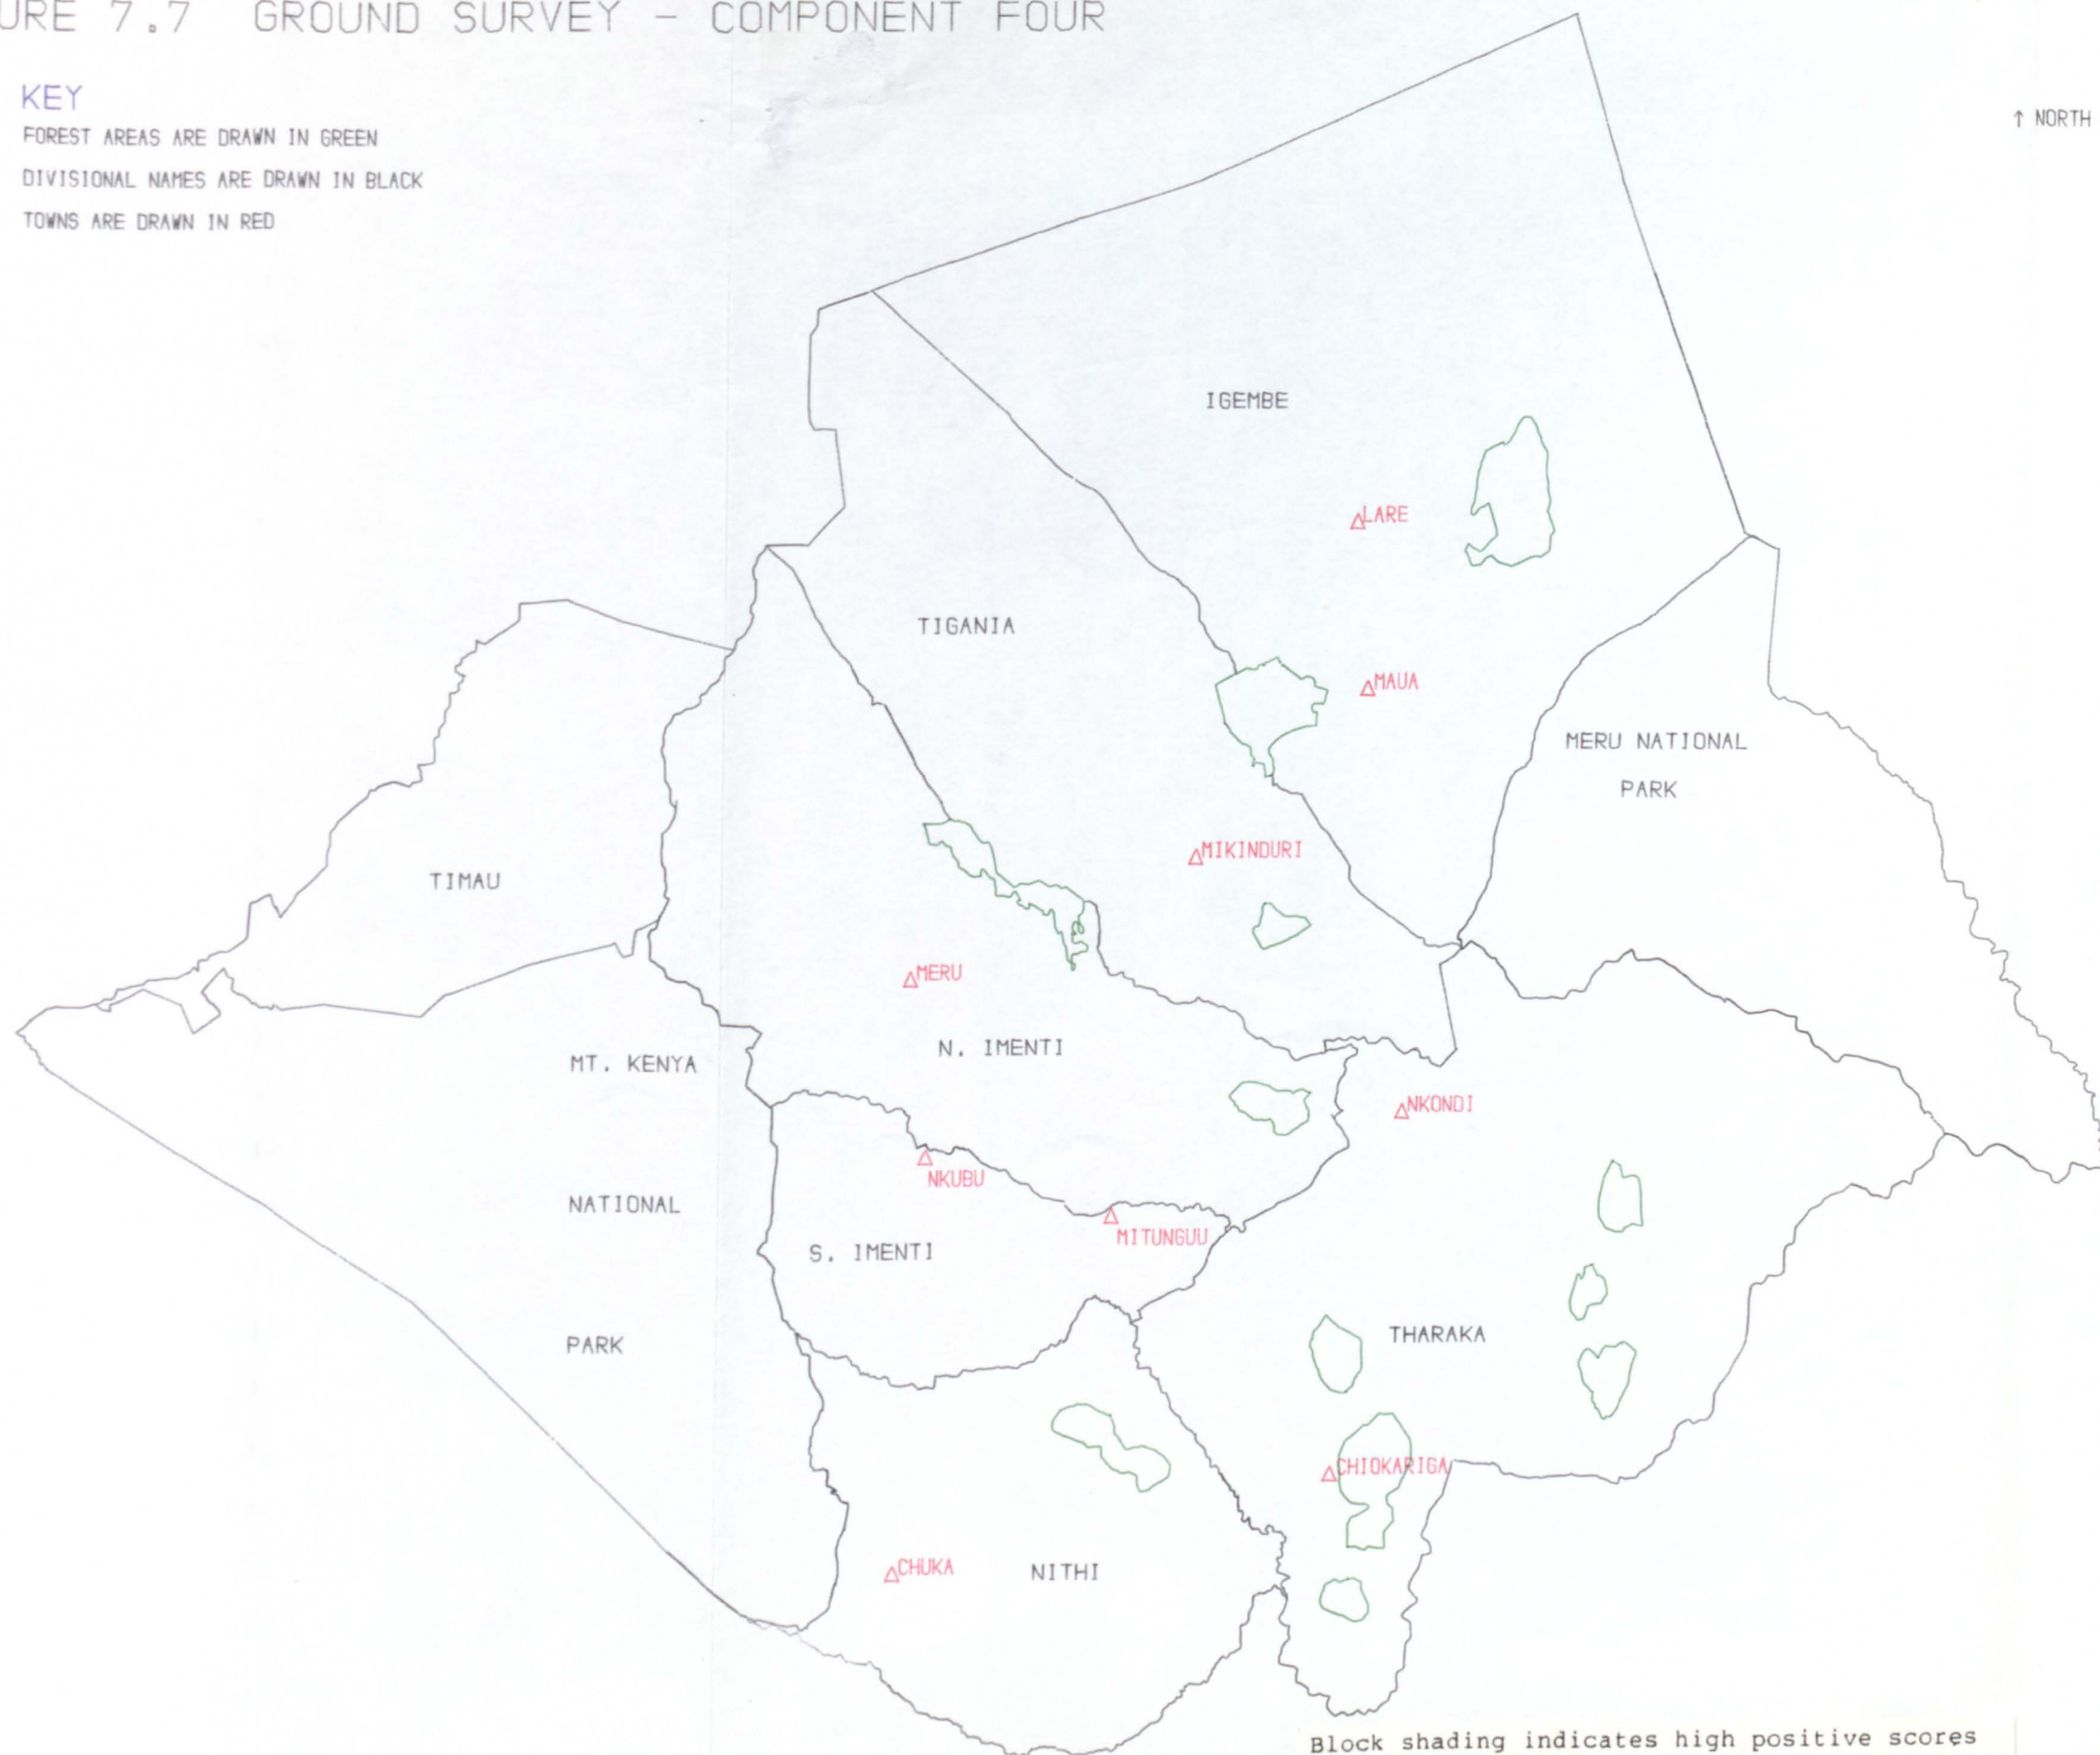 URE 7.7 GROUND SURVEY - COMPONENT FOUR
KEY
FOREST AREAS ARE DRAWN IN GREEN
DIVISIONAL NAMES ARE DRAWN IN BLACK
TOWNS ARE DRAWN IN RED
↑ NORTH
IGEMBE
LARE
TIGANIA
MAUA
MERU NATIONAL
PARK
MIKINDURI
TIMAU
MERU
N. IMENTI
MT. KENYA
NKONDI
NKUBU
NATIONAL
MITUNGUU
S. IMENTI
THARAKA
PARK
CHIOKARIGA
CHUKA
NITHI
Block shading indicates high positive scores